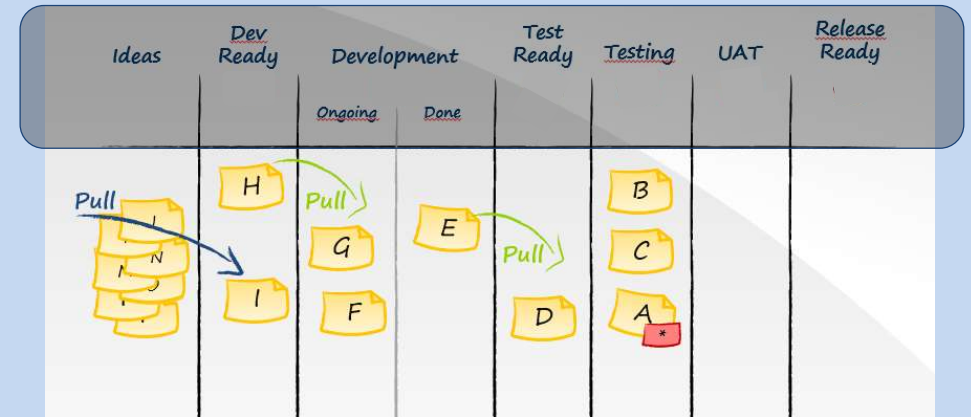 Ideas
Dev
Ready
Development
Test
Ready
Testing
UAT
Release
Ready
Ongoing
Done
H
Pull
B
Pull
E
G
C
Pull
N
I
F
D
A
*